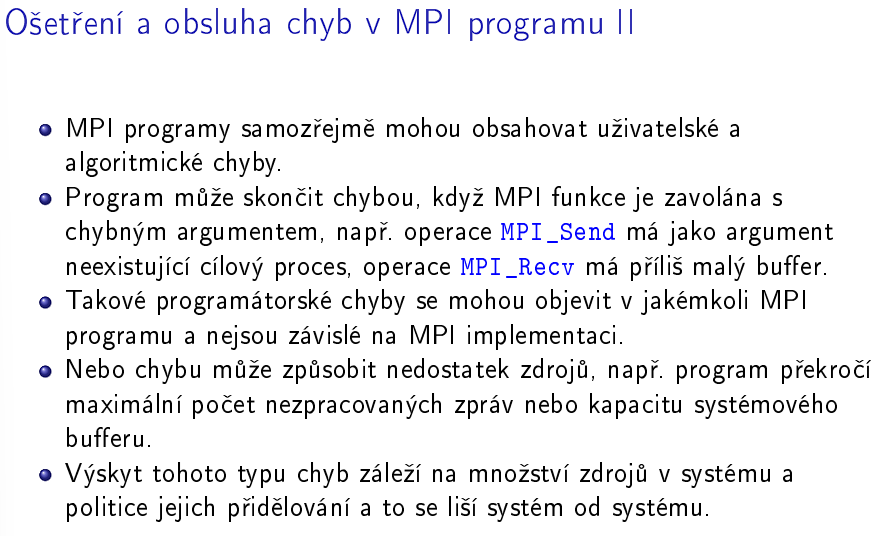 Ošetření a obsluha chyb v MPI programu II
MPI programy samozřejmě mohou obsahovat uživatelské a
algoritmické chyby.
Program může skončit chybou, když MPI funkce je zavolána s
chybným argumentem, např. operace MPI_Send má jako argument
neexistující cílový proces, operace MPI_Recv má příliš malý buffer.
Takové programátorské chyby se mohou objevit v jakémkoli MPI
programu a nejsou závislé na MPI implementaci.
Nebo chybu může způsobit nedostatek zdrojů, např. program překročí
maximální počet nezpracovaných zpráv nebo kapacitu systémového
bufferu.
Výskyt tohoto typu chyb záleží na množství zdrojů v systému a
politice jejich přidělování a to se liší systém od systému.